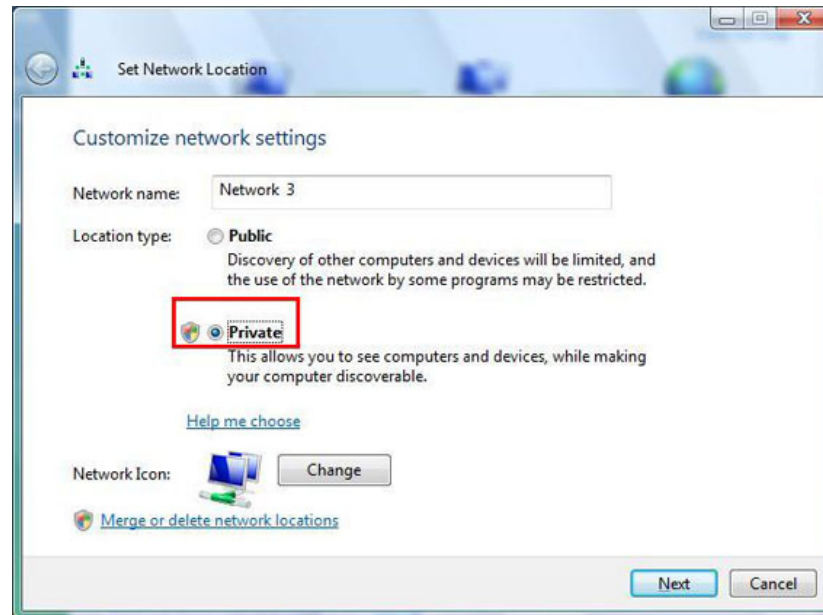 Set Network Location
Customize network settings
Network name:
Network 3
Location type:
Public
Discovery of other computers and devices will be limited, and
the use of the network by some programs may be restricted.
Private
This allows you to see computers and devices, while making
your computer discoverable.
Help me choose
Network Icon:
Change
Merge or delete network locations
Next
Cancel